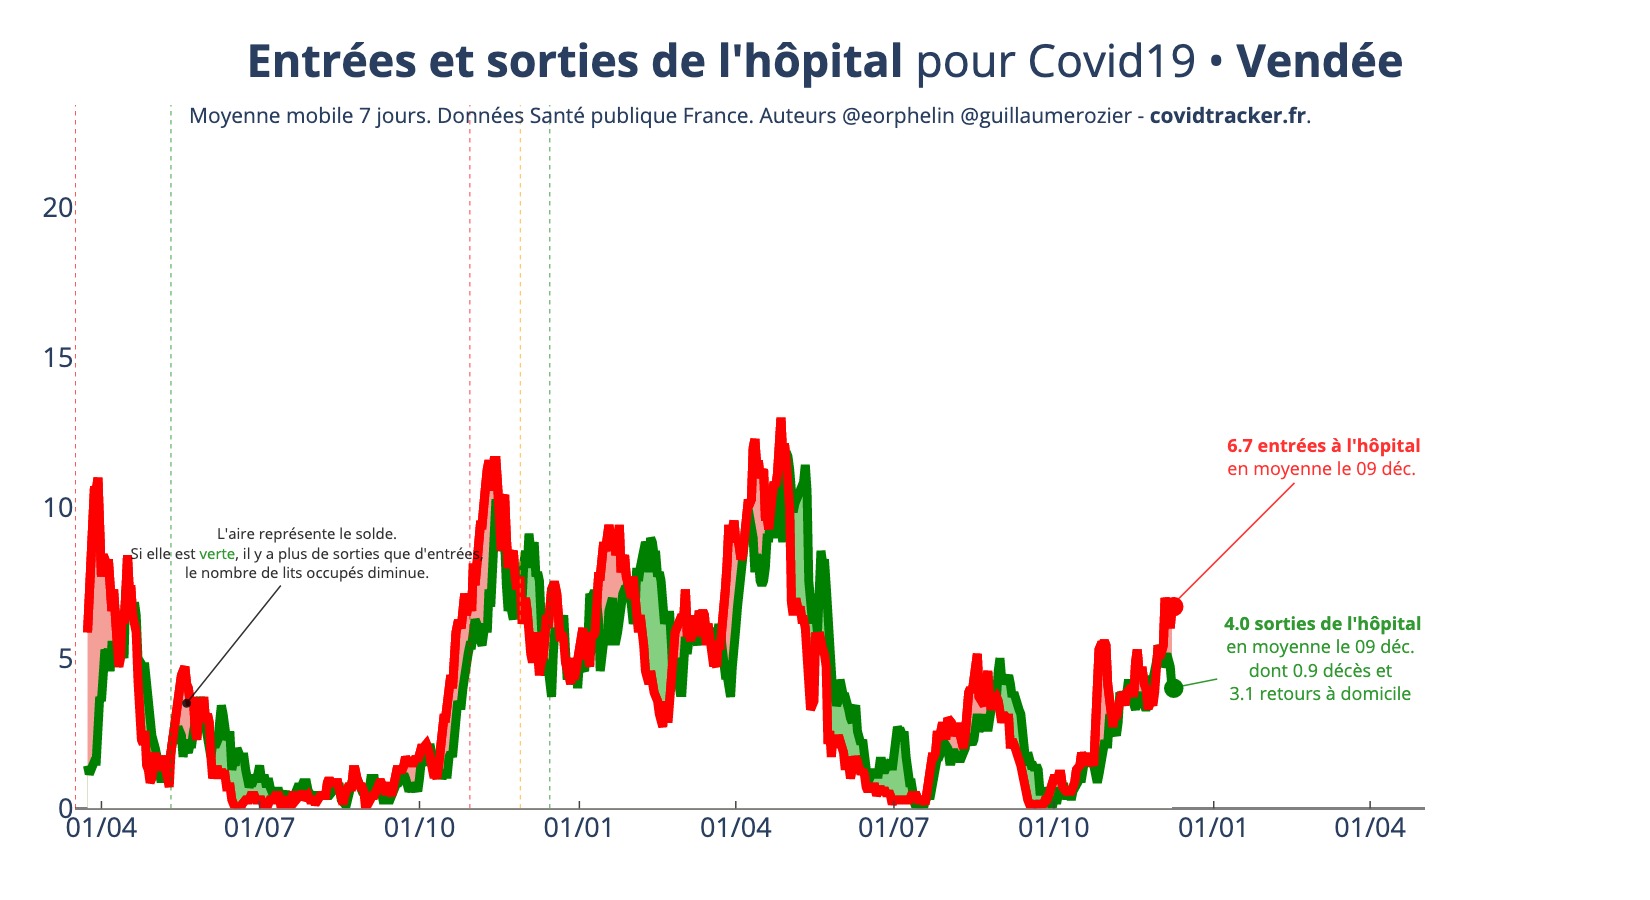 Entrées et sorties de l'hôpital pour Covid19 • Vendée
Moyenne mobile 7 jours. Données Santé publique France. Auteurs @eorphelin @guillaumerozier - covidtracker.fr.
20
15
10
5
0
L'aire représente le solde.
Si elle est verte, il y a plus de sorties que d'entrées,
le nombre de lits occupés diminue.
6.7 entrées à l'hôpital
en moyenne le 09 déc.
4.0 sorties de l'hôpital
en moyenne le 09 déc.
dont 0.9 décès et
3.1 retours à domicile
01/04 01/07 01/10 01/01 01/04 01/07 01/10 01/01 01/04